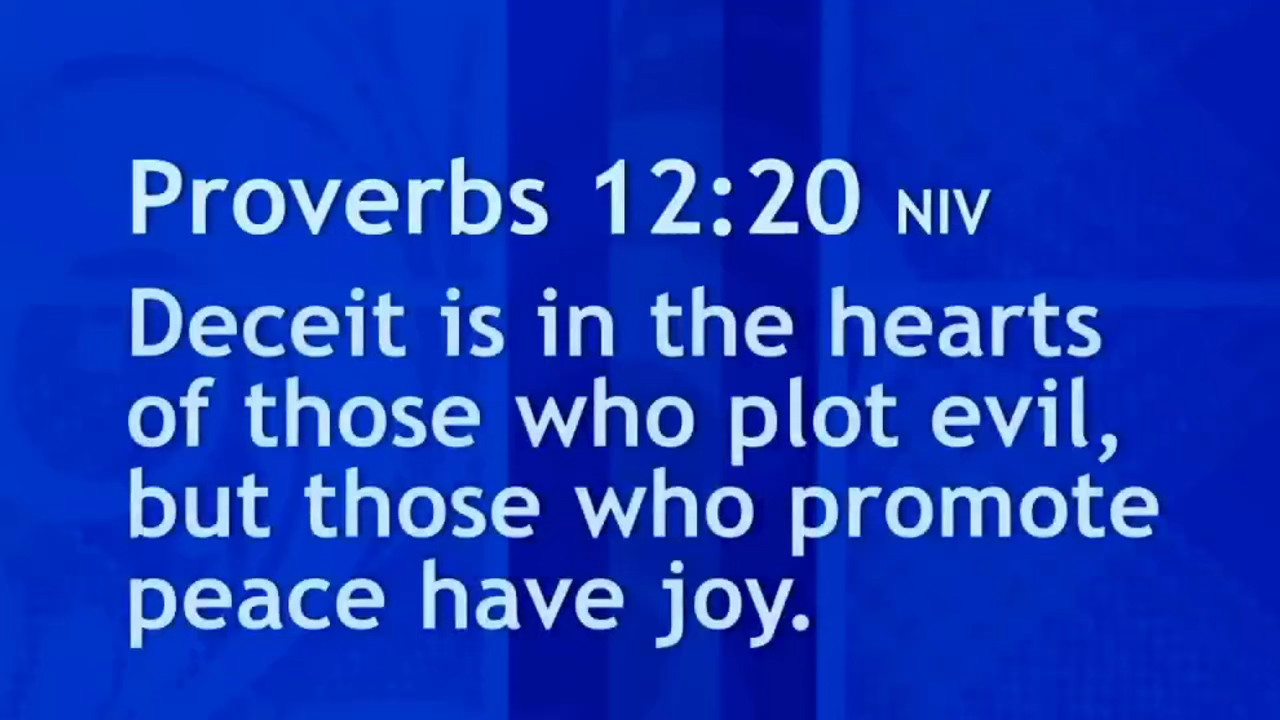 Proverbs 12:20 NIV
Deceit is in the hearts
of those who plot evil,
but those who promote
peace have joy.